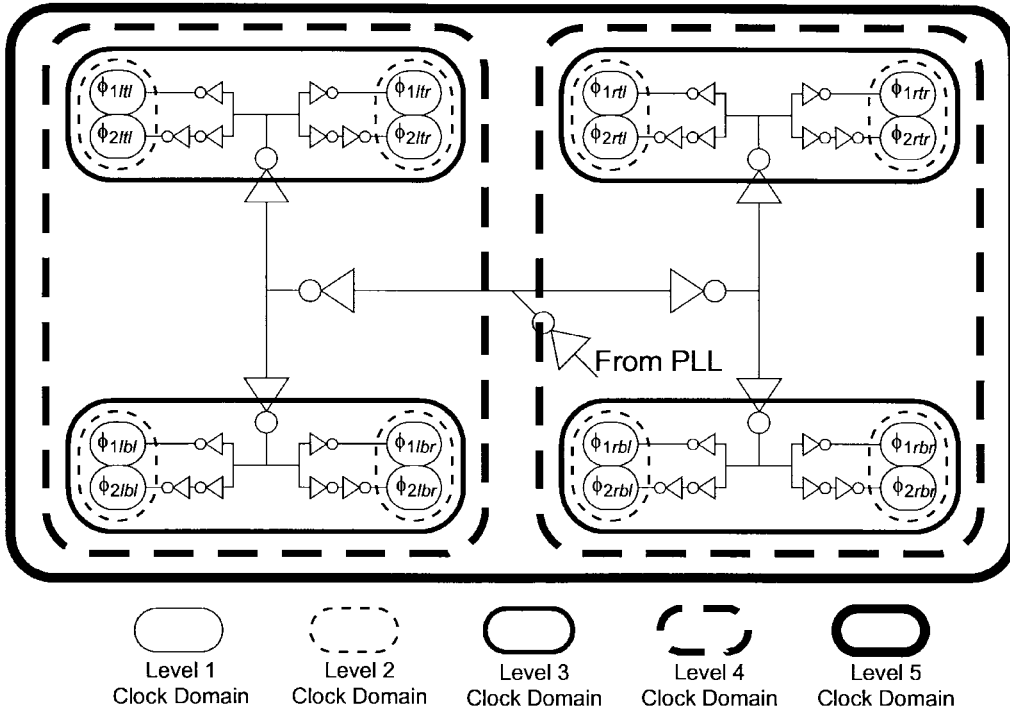 ϕ1ltl ϕ1ltr ϕ1rtl ϕ1rtr
ϕ2ltl ϕ2ltr ϕ2rtl ϕ2rtr
From PLL
ϕ1lbl ϕ1lbr ϕ1rbl ϕ1rbr
ϕ2lbl ϕ2lbr ϕ2rbl ϕ2rbr
Level 1 Level 2 Level 3 Level 4 Level 5
Clock Domain Clock Domain Clock Domain Clock Domain Clock Domain